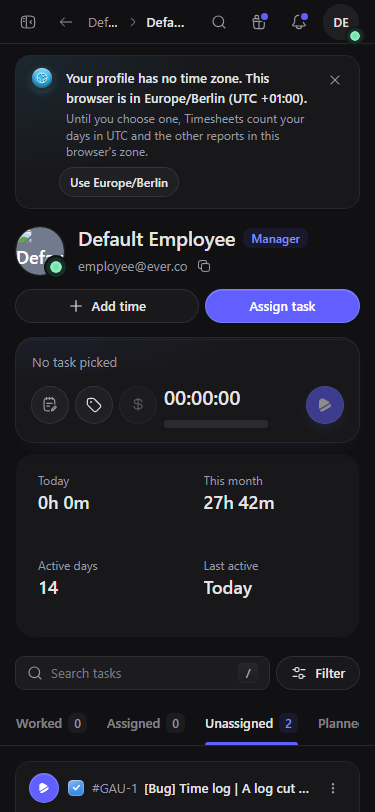 Def... > Defa... DE
Your profile has no time zone. This
browser is in Europe/Berlin (UTC +01:00).
Until you choose one, Timesheets count your
days in UTC and the other reports in this
browser's zone.
Use Europe/Berlin
Default Employee Manager
employee@ever.co
+ Add time
Assign task
No task picked
$ 00:00:00
Today
0h 0m
This month
27h 42m
Active days
14
Last active
Today
Search tasks /
Filter
Worked 0 Assigned 0 Unassigned 2 Planne
#GAU-1 [Bug] Time log | A log cut ...